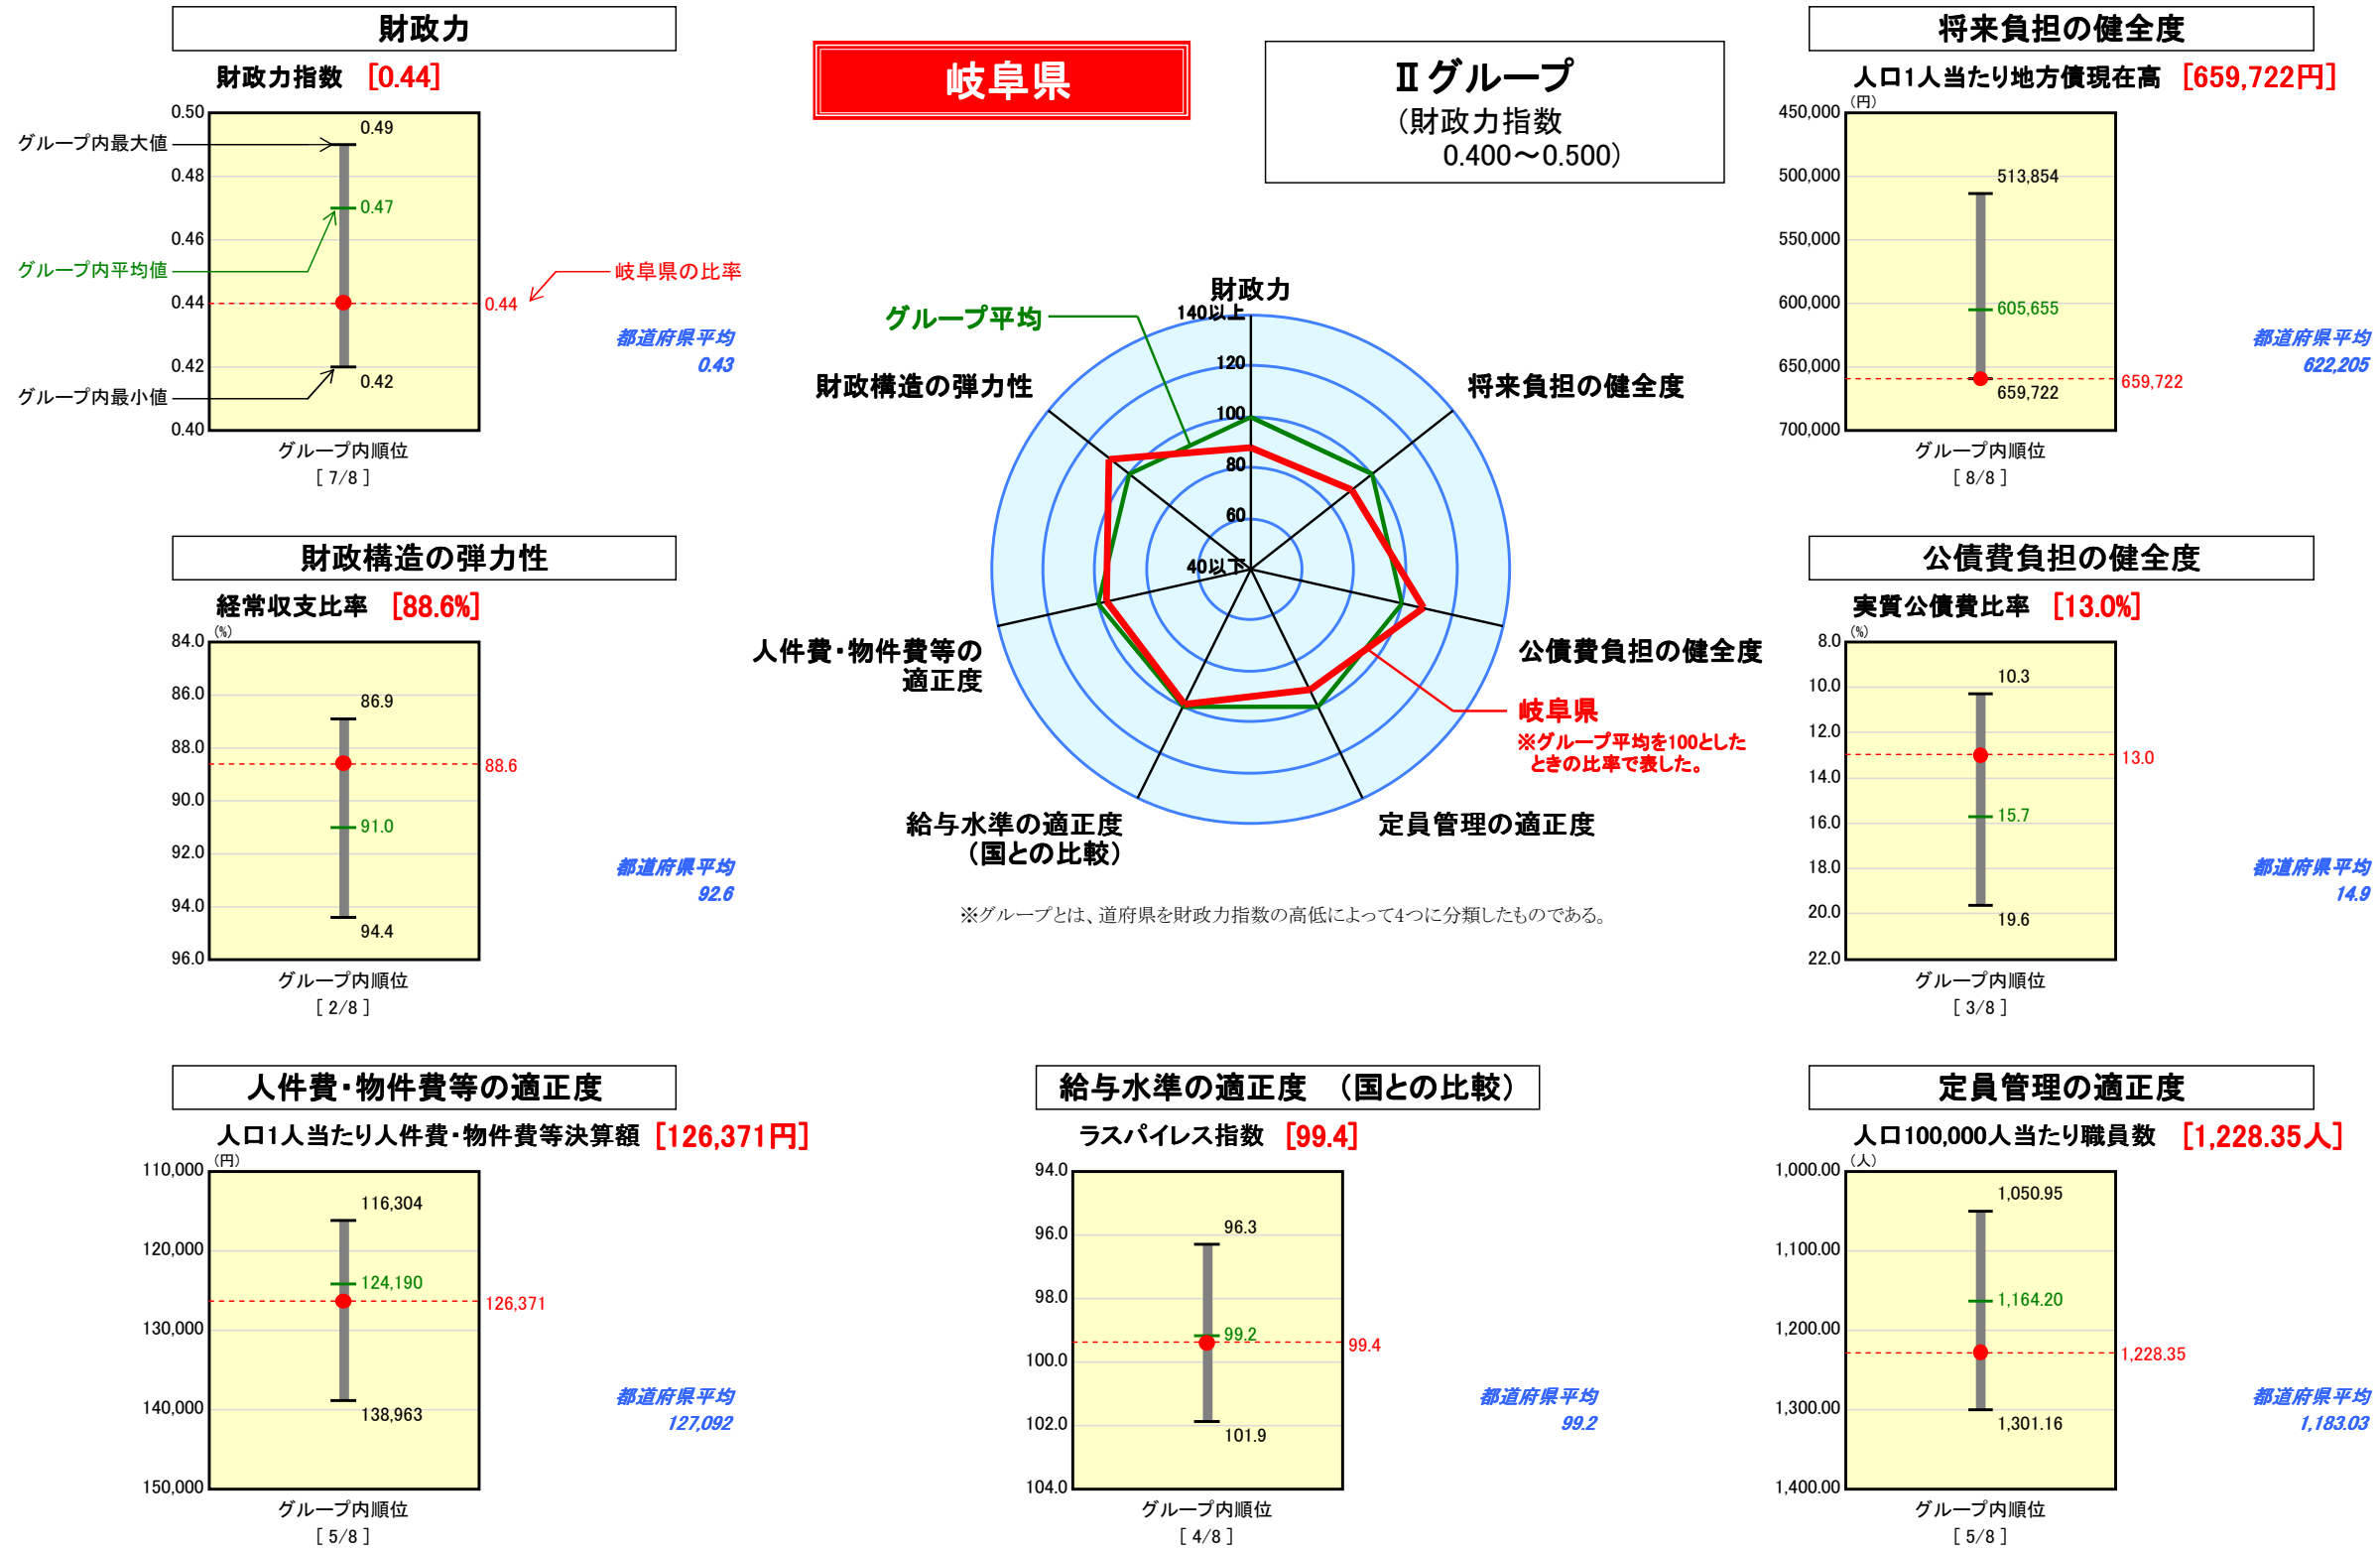 財政力
財政力指数 [0.44]
0.50
0.48
0.46
0.44
0.42
0.40
グループ内最大値
グループ内平均値
グループ内最小値
0.49
0.47
0.42
0.44
岐阜県の比率
都道府県平均
0.43
グループ内順位
[ 7/8 ]
岐阜県
Ⅱグループ
(財政力指数
0.400～0.500)
将来負担の健全度
人口1人当たり地方債現在高 [659,722円]
(円)
450,000
500,000
550,000
600,000
650,000
700,000
513,854
605,655
659,722
659,722
都道府県平均
622,205
グループ内順位
[ 8/8 ]
財政力
140以上
120
100
80
60
40以下
グループ平均
財政構造の弾力性
将来負担の健全度
人件費・物件費等の
適正度
公債費負担の健全度
岐阜県
※グループ平均を100とした
ときの比率で表した。
給与水準の適正度
(国との比較)
定員管理の適正度
※グループとは、道府県を財政力指数の高低によって4つに分類したものである。
財政構造の弾力性
経常収支比率 [88.6%]
(%)
84.0
86.0
88.0
90.0
92.0
94.0
96.0
86.9
91.0
94.4
88.6
都道府県平均
92.6
グループ内順位
[ 2/8 ]
公債費負担の健全度
実質公債費比率 [13.0%]
(%)
8.0
10.0
12.0
14.0
16.0
18.0
20.0
22.0
10.3
15.7
19.6
13.0
都道府県平均
14.9
グループ内順位
[ 3/8 ]
人件費・物件費等の適正度
人口1人当たり人件費・物件費等決算額 [126,371円]
(円)
110,000
120,000
130,000
140,000
150,000
116,304
124,190
138,963
126,371
都道府県平均
127,092
グループ内順位
[ 5/8 ]
給与水準の適正度 (国との比較)
ラスパイレス指数 [99.4]
94.0
96.0
98.0
100.0
102.0
104.0
96.3
99.2
101.9
99.4
都道府県平均
99.2
グループ内順位
[ 4/8 ]
定員管理の適正度
人口100,000人当たり職員数 [1,228.35人]
(人)
1,000.00
1,100.00
1,200.00
1,300.00
1,400.00
1,050.95
1,164.20
1,301.16
1,228.35
都道府県平均
1,183.03
グループ内順位
[ 5/8 ]